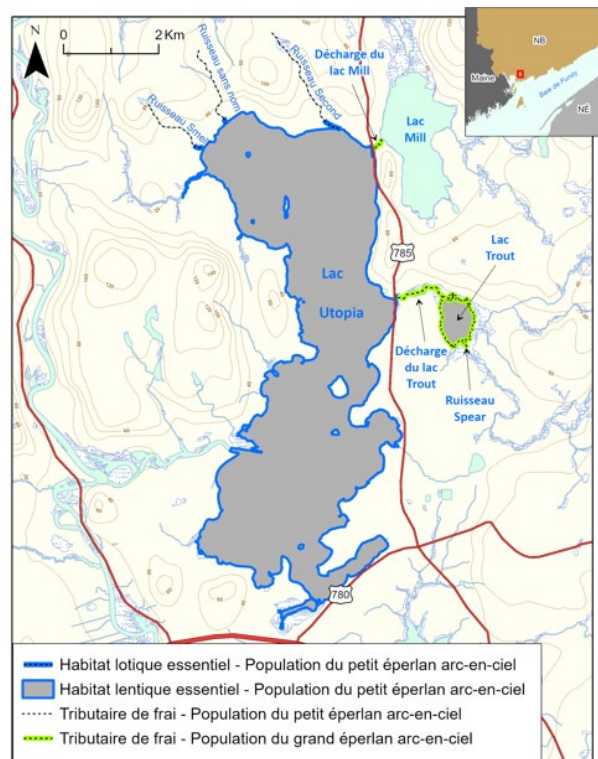 N
0
2 Km
Décharge du
lac Mill
Ruisseau sans nom
Ruisseau Second
Ruisseau Smelt
Lac
Mill
NB
Maine
Baie de Fundy
NÉ
785
Lac
Utopia
Lac
Trout
Décharge
du lac
Trout
Ruisseau
Spear
780
Habitat lotique essentiel - Population du petit éperlan arc-en-ciel
Habitat lentique essentiel - Population du petit éperlan arc-en-ciel
Tributaire de frai - Population du petit éperlan arc-en-ciel
Tributaire de frai - Population du grand éperlan arc-en-ciel